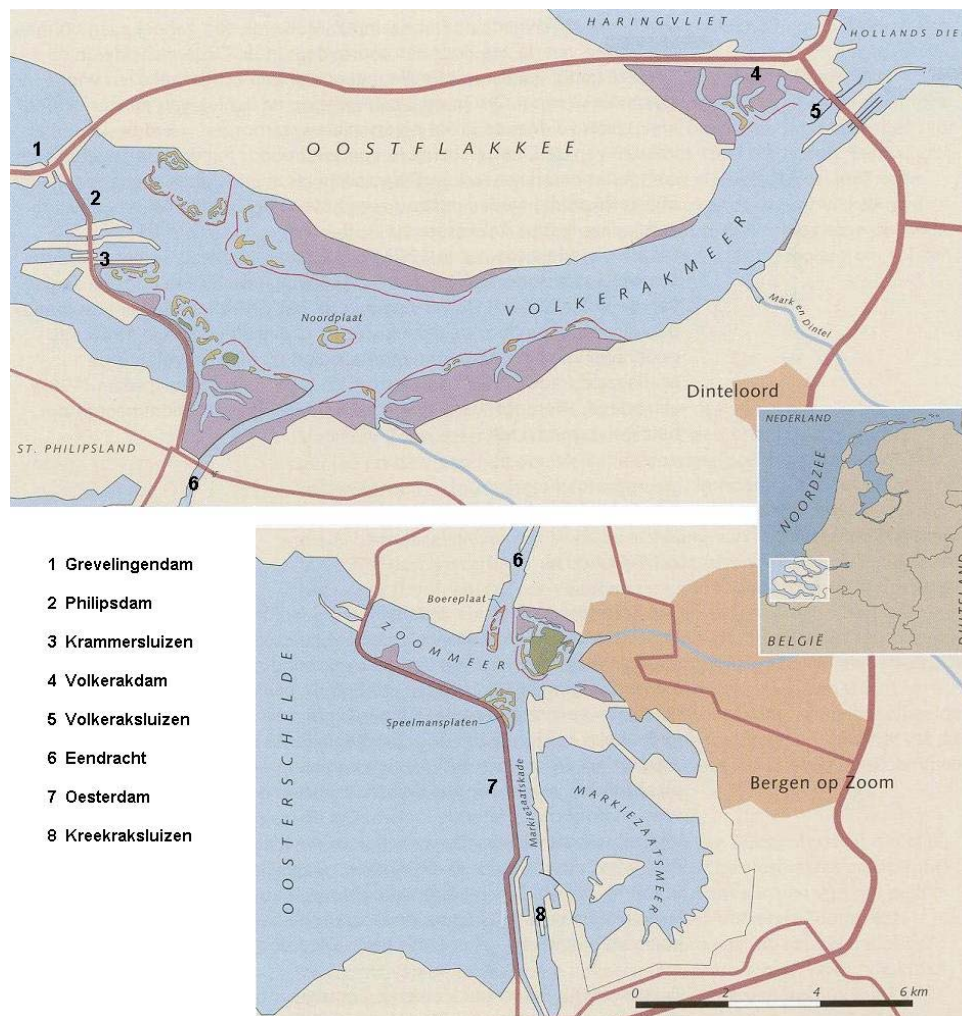 HARINGVLIET
HOLLANDS DIE
4
5
1
OOSTFLAKKEE
2
3
VOLKERAKMEER
Noordplaat
Mark en Dintel
Dinteloord
ST. PHILIPSLAND
6
NEDERLAND
NOORDZEE
BELGIË
DUITSLAND
1 Grevelingendam
2 Philipsdam
3 Krammersluizen
4 Volkerakdam
5 Volkeraksluizen
6 Eendracht
7 Oesterdam
8 Kreekraksluizen
6
Boereplaat
ZOOMMEER
OOSTERSCHELDE
Speelmansplaten
7
Markiezaatskade
MARKIEZAATSMEER
Bergen op Zoom
8
0 2 4 6 km